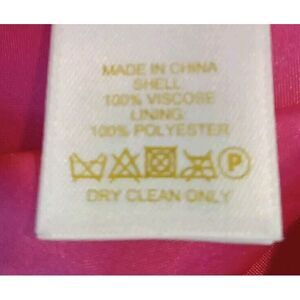 MADE IN CHINA
SHELL:
100% VISCOSE
LINING:
100% POLYESTER
P
DRY CLEAN ONLY